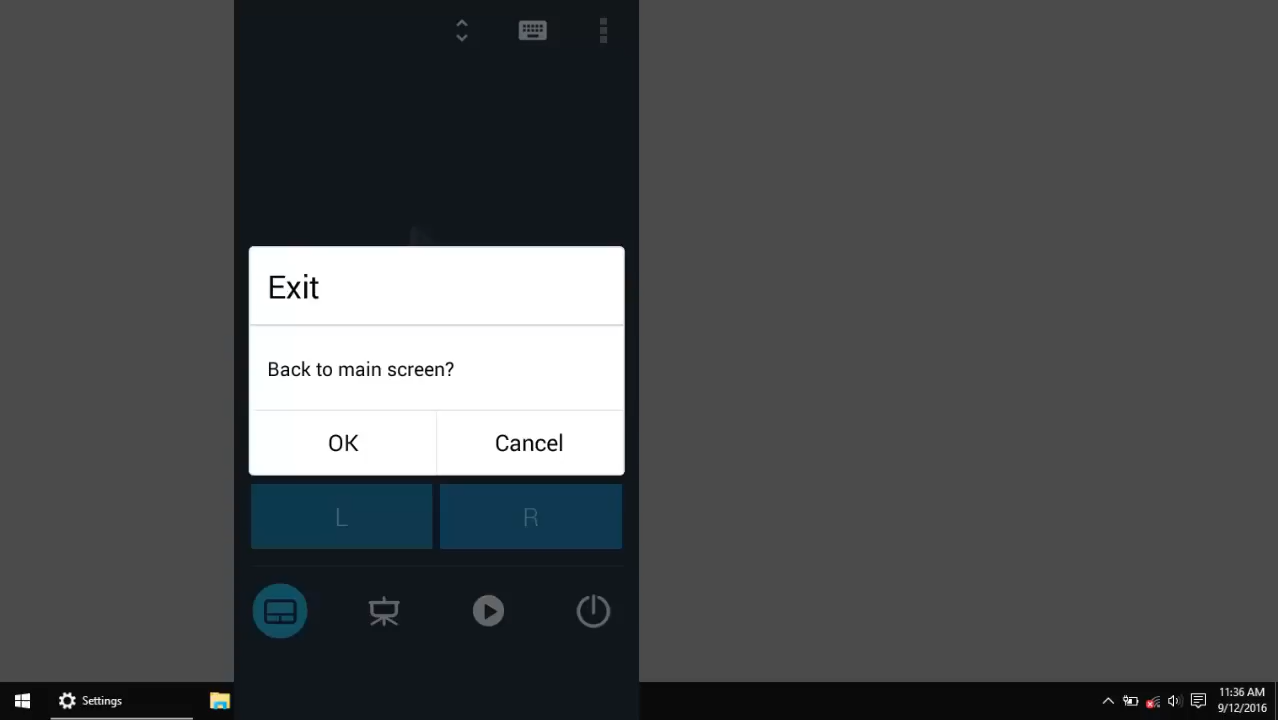 Exit
Back to main screen?
OK
Cancel
L
R
Settings
11:36 AM
9/12/2016